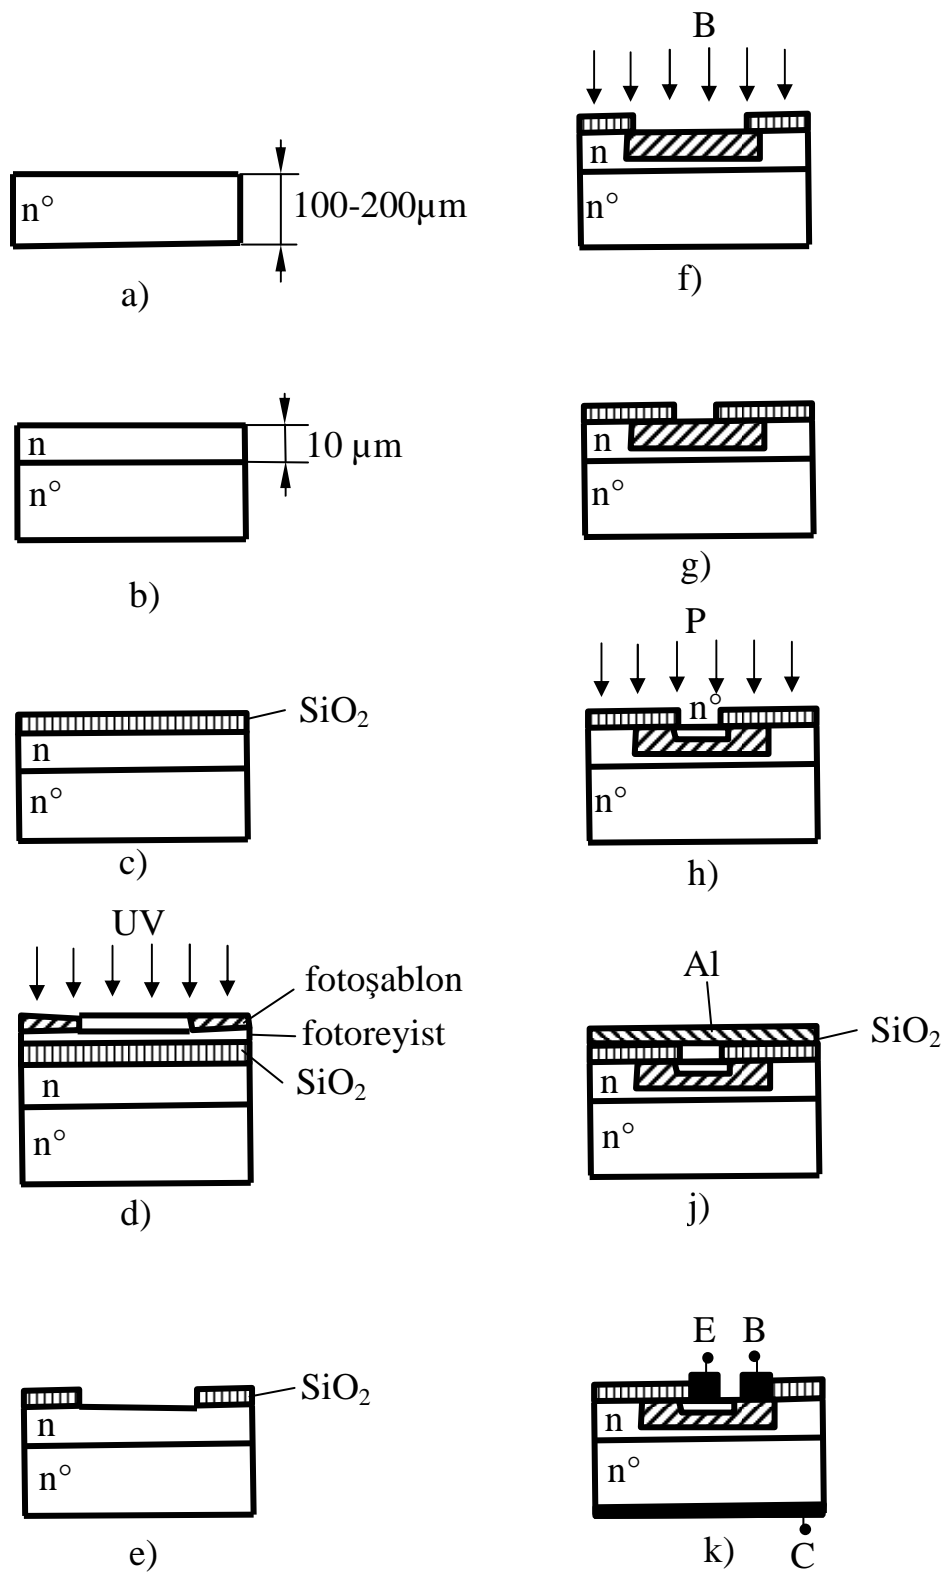 n°
100-200µm
a)
n
10 µm
n°
b)
SiO₂
n
n°
c)
UV
fotoşablon
fotoreyist
SiO₂
n
n°
d)
SiO₂
n
n°
e)
B
n
n°
f)
n
n°
g)
P
n°
n°
h)
Al
SiO₂
n
n°
j)
E B
n
n°
k)
C